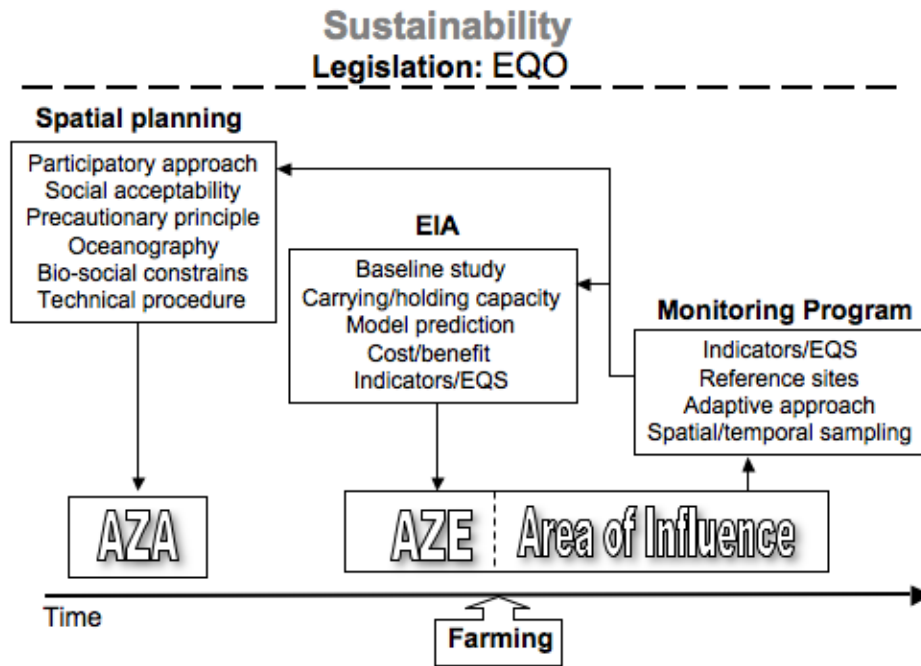 Sustainability
Legislation: EQO
Spatial planning
Participatory approach
Social acceptability
Precautionary principle
Oceanography
Bio-social constrains
Technical procedure
EIA
Baseline study
Carrying/holding capacity
Model prediction
Cost/benefit
Indicators/EQS
Monitoring Program
Indicators/EQS
Reference sites
Adaptive approach
Spatial/temporal sampling
AZA
AZE
Area of Influence
Time
Farming